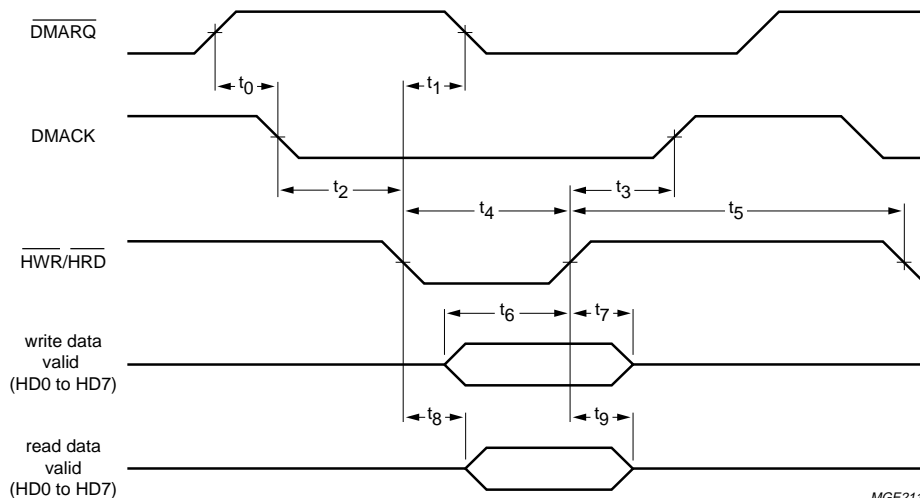 DMARQ
t0
t1
DMACK
t2
t3
t4
t5
HWR/HRD
t6
t7
write data
valid
(HD0 to HD7)
t8
t9
read data
valid
(HD0 to HD7)